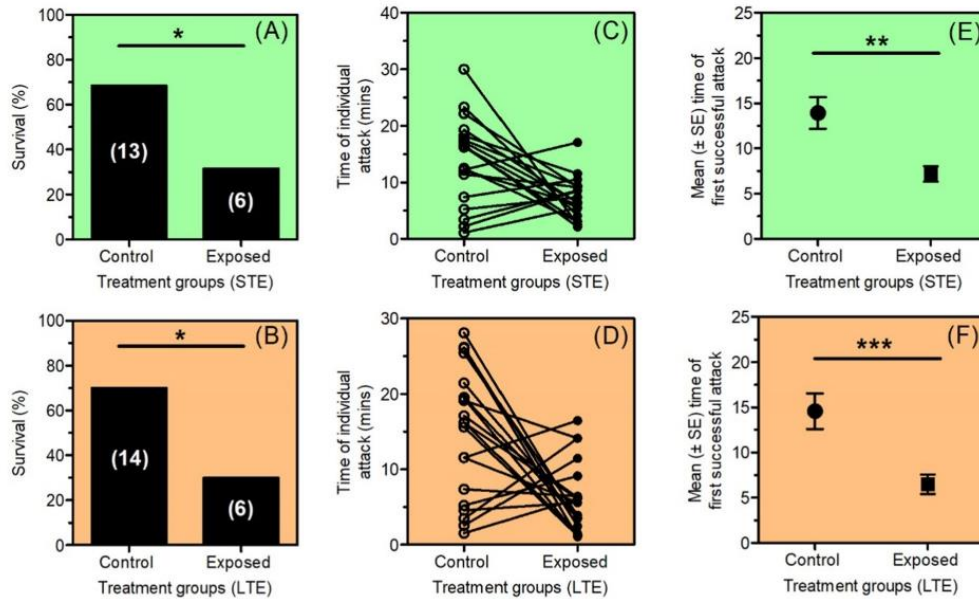 100
80
60
40
20
0
Survival (%)
*
(A)
(13)
(6)
Control Exposed
Treatment groups (STE)
40
30
20
10
0
Time of individual
attack (mins)
(C)
Control Exposed
Treatment groups (STE)
25
20
15
10
5
0
Mean (± SE) time of
first successful attack
**
(E)
Control Exposed
Treatment groups (STE)
100
80
60
40
20
0
Survival (%)
*
(B)
(14)
(6)
Control Exposed
Treatment groups (LTE)
30
20
10
0
Time of individual
attack (mins)
(D)
Control Exposed
Treatment groups (LTE)
25
20
15
10
5
0
Mean (± SE) time of
first successful attack
***
(F)
Control Exposed
Treatment groups (LTE)